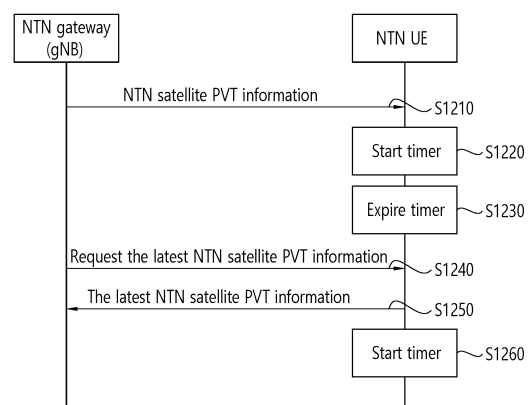 NTN gateway
(gNB)
NTN UE
NTN satellite PVT information
S1210
Start timer
S1220
Expire timer
S1230
Request the latest NTN satellite PVT information
S1240
The latest NTN satellite PVT information
S1250
Start timer
S1260